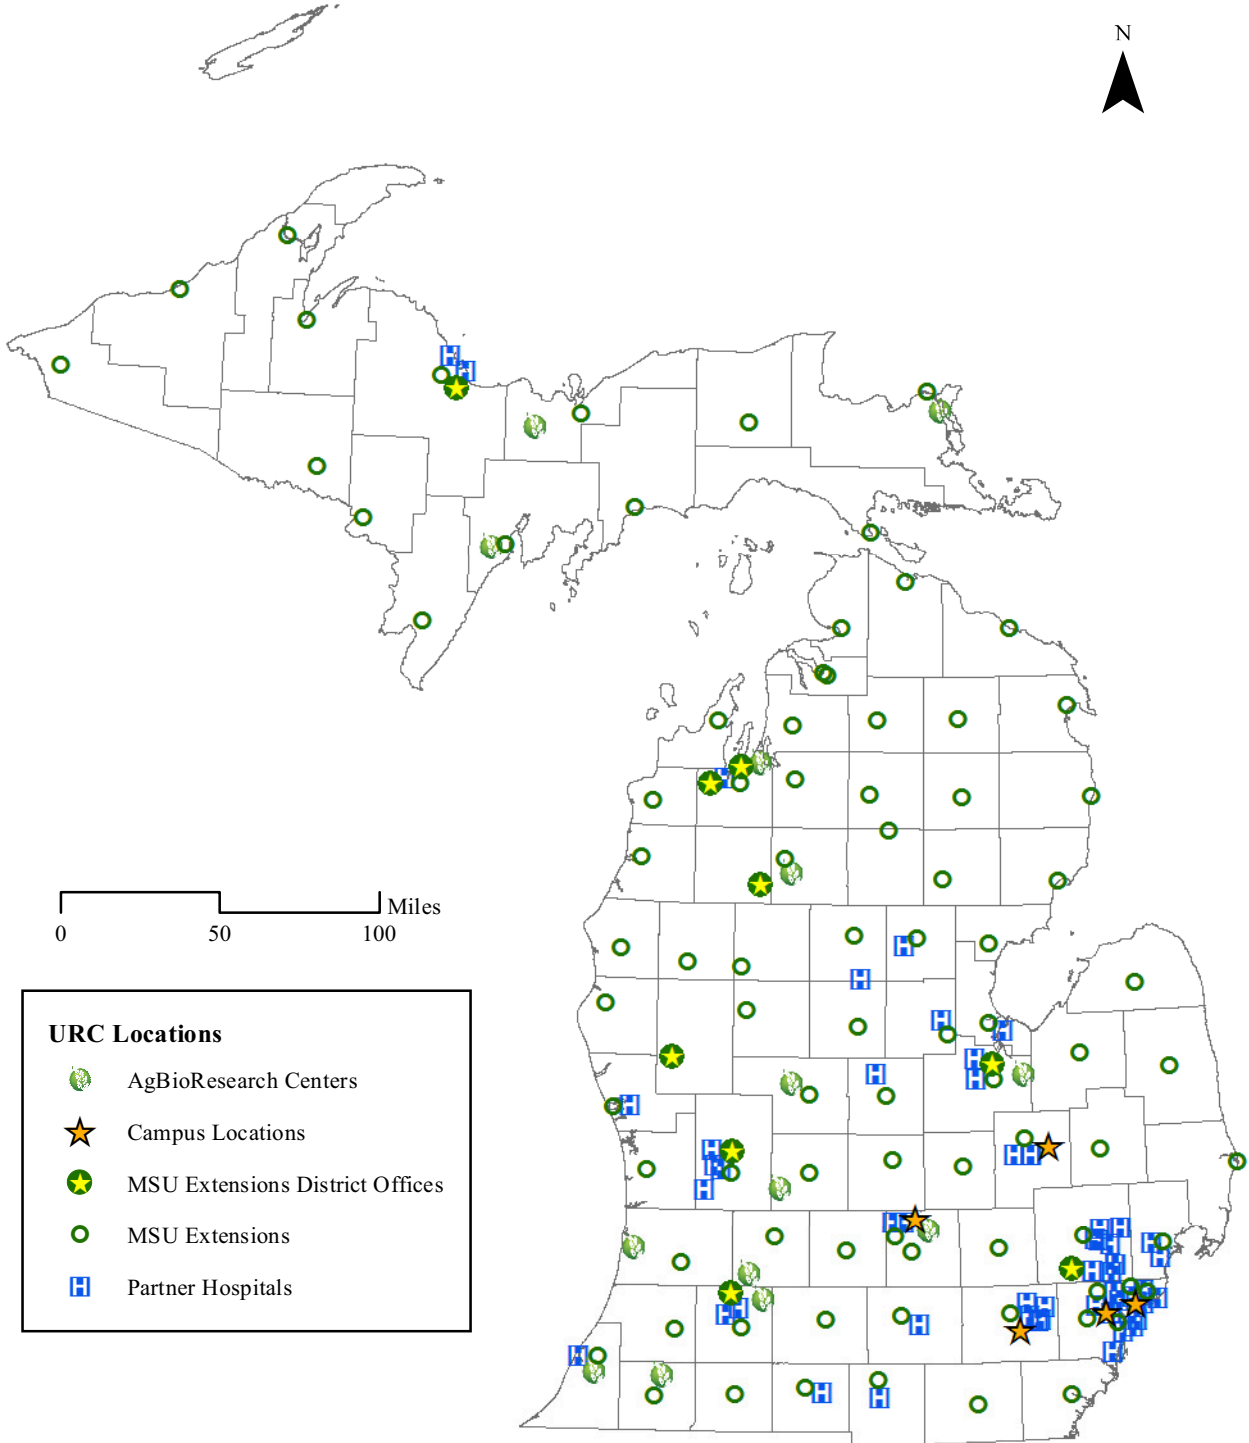 N
Miles
0 50 100
URC Locations
AgBioResearch Centers
Campus Locations
MSU Extensions District Offices
MSU Extensions
H Partner Hospitals